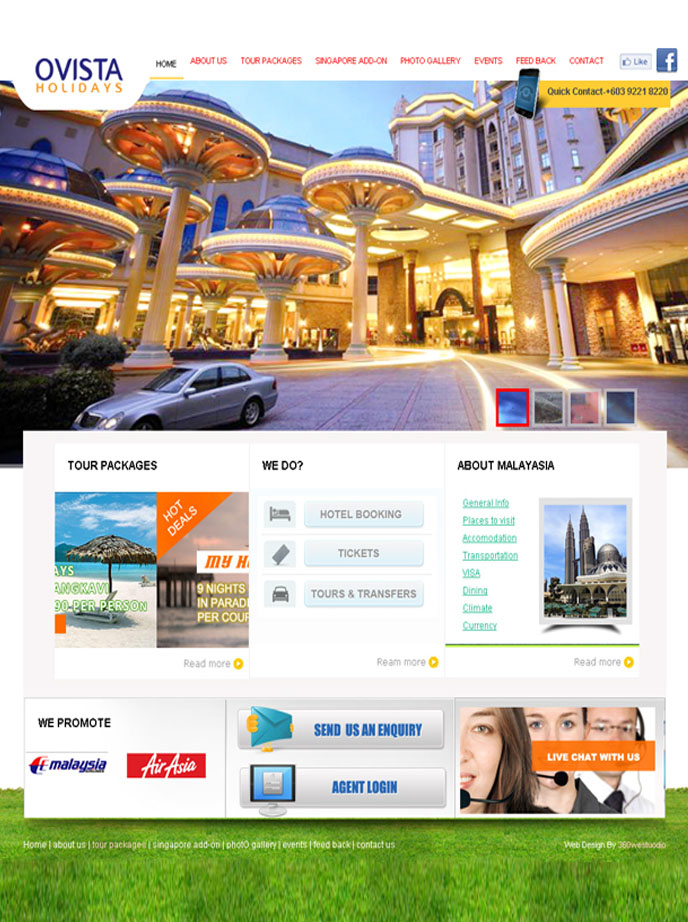 OVISTA
HOLIDAYS
HOME
ABOUT US
TOUR PACKAGES
SINGAPORE ADD-ON
PHOTO GALLERY
EVENTS
FEED BACK
CONTACT
Like
f
Quick Contact-+603 9221 8220
TOUR PACKAGES
WE DO?
ABOUT MALAYASIA
AYS
ANGKAVI
90 PER PERSON
HOT
DEALS
MY H
9 NIGHTS
IN PARAD
PER COUP
Read more
HOTEL BOOKING
TICKETS
TOURS & TRANSFERS
Ream more
General Info
Places to visit
Accomodation
Transportation
VISA
Dining
Climate
Currency
Read more
WE PROMOTE
malaysia
AirAsia
SEND US AN ENQUIRY
AGENT LOGIN
LIVE CHAT WITH US
Home | about us | tour packages | singapore add-on | photO gallery | events | feed back | contact us
Web Design By